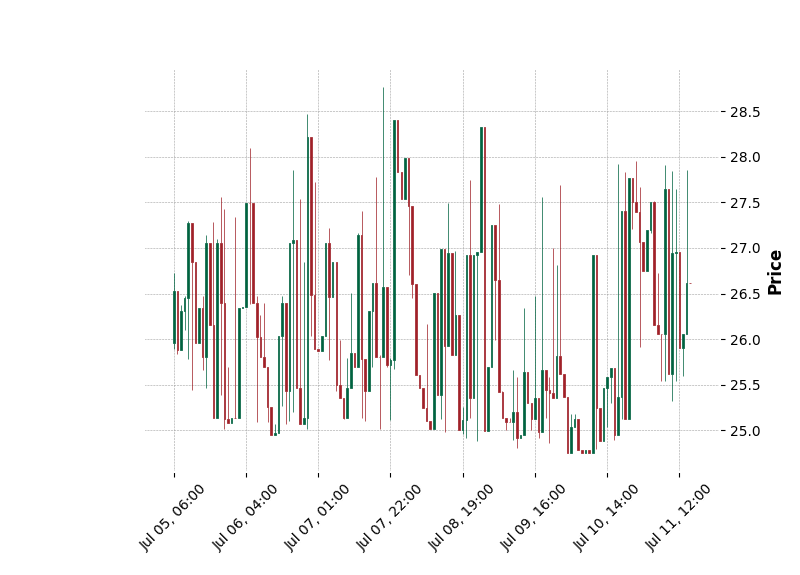 28.5
28.0
27.5
27.0
26.5
26.0
25.5
25.0
Price
Jul 05, 06:00
Jul 06, 04:00
Jul 07, 01:00
Jul 07, 22:00
Jul 08, 19:00
Jul 09, 16:00
Jul 10, 14:00
Jul 11, 12:00